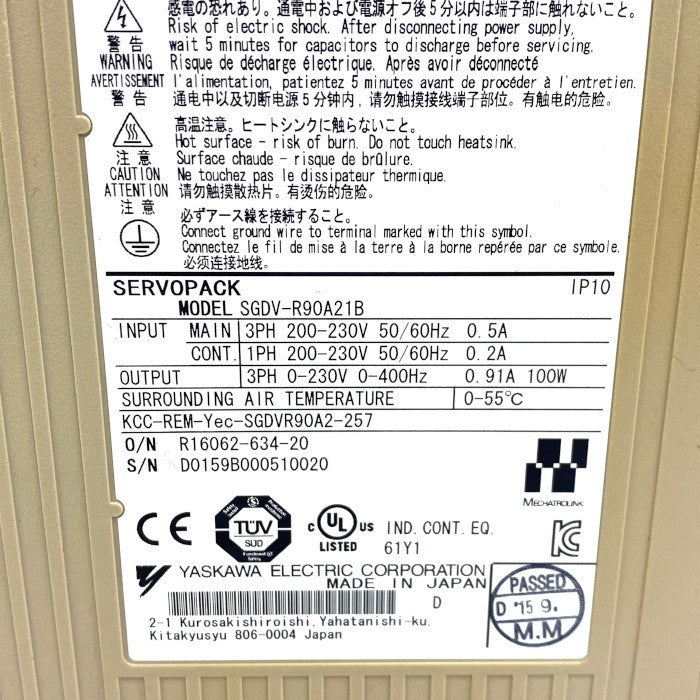 感電の恐れあり。通電中および電源オフ後5分以内は端子部に触れないこと。
Risk of electric shock. After disconnecting power supply,
警告 wait 5 minutes for capacitors to discharge before servicing.
WARNING Risque de décharge électrique. Après avoir déconnecté
AVERTISSEMENT l'alimentation, patientez 5 minutes avant de procéder à l'entretien.
警告 通电中以及切断电源5分钟内,请勿触摸接线端子部位。有触电的危险。
高温注意。ヒートシンクに触らないこと。
Hot surface - risk of burn. Do not touch heatsink.
注意 Surface chaude - risque de brûlure.
CAUTION Ne touchez pas le dissipateur thermique.
ATTENTION 请勿触摸散热片。有烫伤的危险。
注意
必ずアース線を接続すること。
Connect ground wire to terminal marked with this symbol.
Connectez le fil de mise à la terre à la borne repérée par ce symbole.
必须连接地线。
SERVOPACK IP10
MODEL SGDV-R90A21B
INPUT MAIN 3PH 200-230V 50/60Hz 0.5A
CONT. 1PH 200-230V 50/60Hz 0.2A
OUTPUT 3PH 0-230V 0-400Hz 0.91A 100W
SURROUNDING AIR TEMPERATURE 0-55℃
KCC-REM-Yec-SGDVR90A2-257
O/N R16062-634-20
S/N D0159B000510020
MECHATROLINK
CE
TÜV
SÜD
Functional Safety
c UL us IND. CONT. EQ.
LISTED 61Y1
YASKAWA ELECTRIC CORPORATION
MADE IN JAPAN
D
2-1 Kurosakishiroishi, Yahatanishi-ku,
Kitakyusyu 806-0004 Japan
PASSED
D '15 9.
M.M